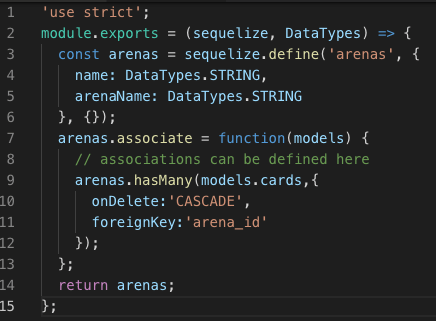 1 'use strict';
2 module.exports = (sequelize, DataTypes) => {
3   const arenas = sequelize.define('arenas', {
4     name: DataTypes.STRING,
5     arenaName: DataTypes.STRING
6   }, {});
7   arenas.associate = function(models) {
8     // associations can be defined here
9     arenas.hasMany(models.cards,{
10       onDelete:'CASCADE',
11       foreignKey:'arena_id'
12     });
13   };
14   return arenas;
15 };